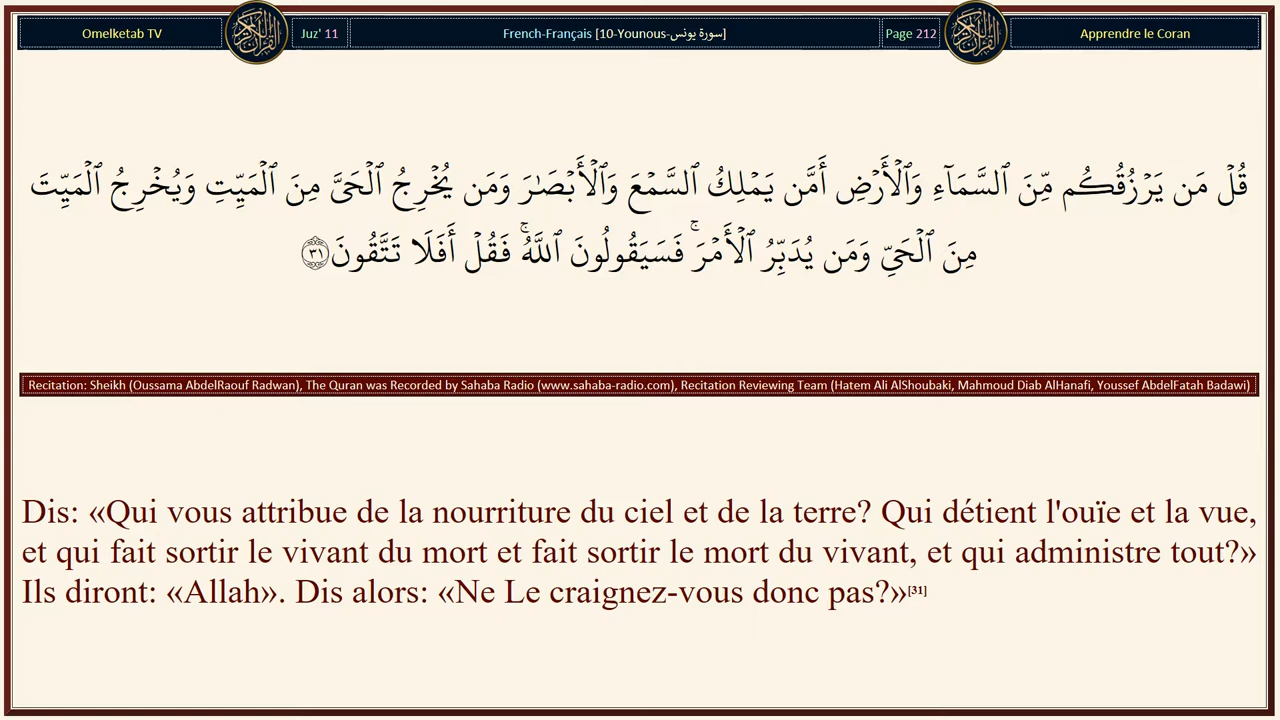 Omelketab TV
Juz' 11
French-Français [10-Younous-سورة يونس]
Page 212
Apprendre le Coran
قُلْ مَن يَرْزُقُكُم مِّنَ ٱلسَّمَآءِ وَٱلْأَرْضِ أَمَّن يَمْلِكُ ٱلسَّمْعَ وَٱلْأَبْصَٰرَ وَمَن يُخْرِجُ ٱلْحَىَّ مِنَ ٱلْمَيِّتِ وَيُخْرِجُ ٱلْمَيِّتَ
مِنَ ٱلْحَىِّ وَمَن يُدَبِّرُ ٱلْأَمْرَ ۚ فَسَيَقُولُونَ ٱللَّهُ ۚ فَقُلْ أَفَلَا تَتَّقُونَ ٣١
Recitation: Sheikh (Oussama AbdelRaouf Radwan), The Quran was Recorded by Sahaba Radio (www.sahaba-radio.com), Recitation Reviewing Team (Hatem Ali AlShoubaki, Mahmoud Diab AlHanafi, Youssef AbdelFatah Badawi)
Dis: «Qui vous attribue de la nourriture du ciel et de la terre? Qui détient l'ouïe et la vue,
et qui fait sortir le vivant du mort et fait sortir le mort du vivant, et qui administre tout?»
Ils diront: «Allah». Dis alors: «Ne Le craignez-vous donc pas?»[31]